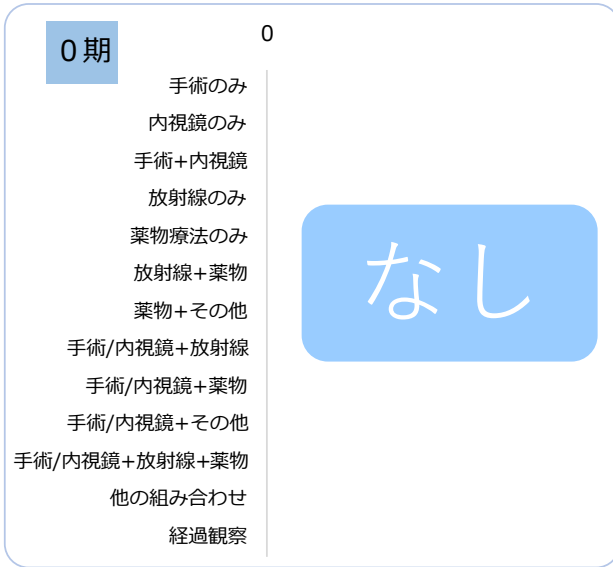 0期
0
手術のみ
内視鏡のみ
手術+内視鏡
放射線のみ
薬物療法のみ
放射線+薬物
薬物+その他
手術/内視鏡+放射線
手術/内視鏡+薬物
手術/内視鏡+その他
手術/内視鏡+放射線+薬物
他の組み合わせ
経過観察
なし